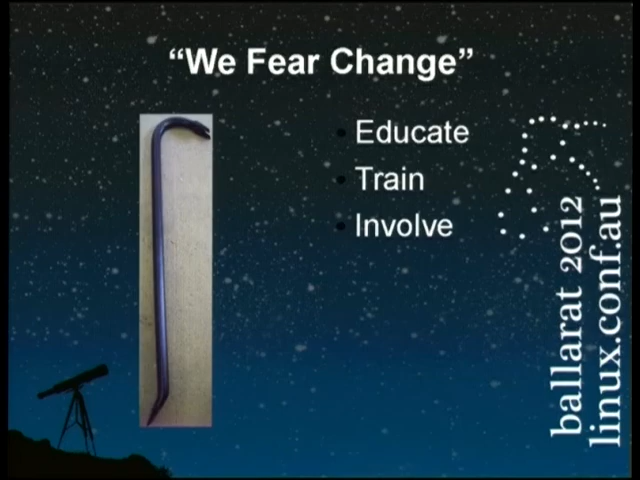 “We Fear Change”
Educate
Train
Involve
ballarat 2012
linux.conf.au